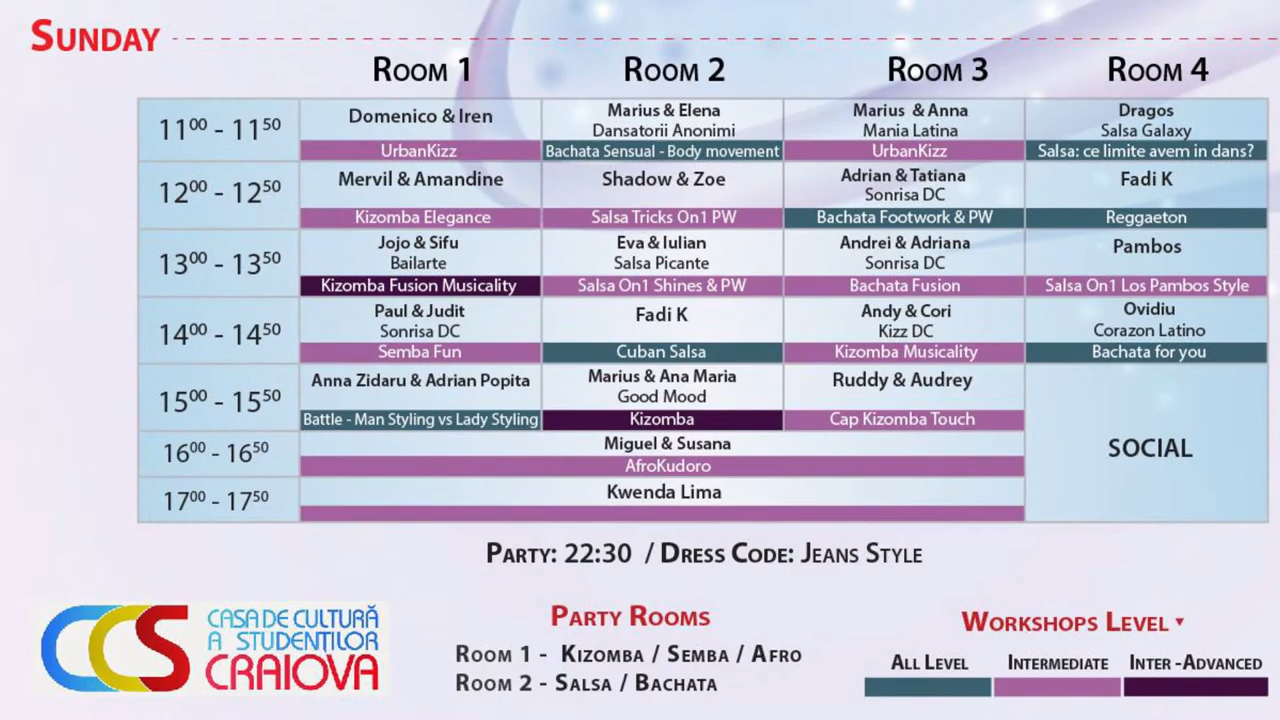 SUNDAY
ROOM 1 ROOM 2 ROOM 3 ROOM 4
11⁰⁰ - 11⁵⁰
Domenico & Iren
UrbanKizz
Marius & Elena
Dansatorii Anonimi
Bachata Sensual - Body movement
Marius & Anna
Mania Latina
UrbanKizz
Dragos
Salsa Galaxy
Salsa: ce limite avem in dans?
12⁰⁰ - 12⁵⁰
Mervil & Amandine
Kizomba Elegance
Shadow & Zoe
Salsa Tricks On1 PW
Adrian & Tatiana
Sonrisa DC
Bachata Footwork & PW
Fadi K
Reggaeton
13⁰⁰ - 13⁵⁰
Jojo & Sifu
Bailarte
Kizomba Fusion Musicality
Eva & Iulian
Salsa Picante
Salsa On1 Shines & PW
Andrei & Adriana
Sonrisa DC
Bachata Fusion
Pambos
Salsa On1 Los Pambos Style
14⁰⁰ - 14⁵⁰
Paul & Judit
Sonrisa DC
Semba Fun
Fadi K
Cuban Salsa
Andy & Cori
Kizz DC
Kizomba Musicality
Ovidiu
Corazon Latino
Bachata for you
15⁰⁰ - 15⁵⁰
Anna Zidaru & Adrian Popita
Battle - Man Styling vs Lady Styling
Marius & Ana Maria
Good Mood
Kizomba
Ruddy & Audrey
Cap Kizomba Touch
SOCIAL
16⁰⁰ - 16⁵⁰
Miguel & Susana
AfroKudoro
17⁰⁰ - 17⁵⁰
Kwenda Lima
PARTY: 22:30 / DRESS CODE: JEANS STYLE
CCS
CASA DE CULTURĂ
A STUDENȚILOR
CRAIOVA
PARTY ROOMS
ROOM 1 - KIZOMBA / SEMBA / AFRO
ROOM 2 - SALSA / BACHATA
WORKSHOPS LEVEL
ALL LEVEL INTERMEDIATE INTER -ADVANCED